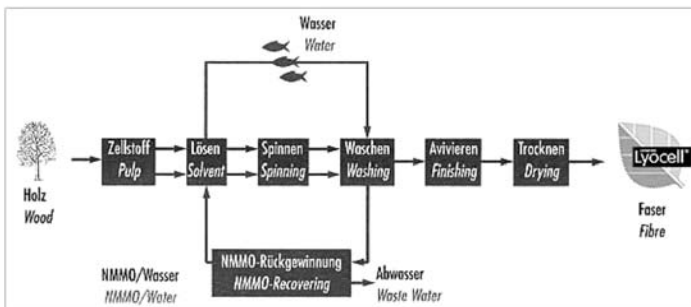 Wasser
Water
Holz
Wood
Zellstoff
Pulp
Lösen
Solvent
Spinnen
Spinning
Waschen
Washing
Avivieren
Finishing
Trocknen
Drying
Lyocell
Faser
Fibre
NMMO/Wasser
NMMO/Water
NMMO-Rückgewinnung
NMMO-Recovering
Abwasser
Waste Water